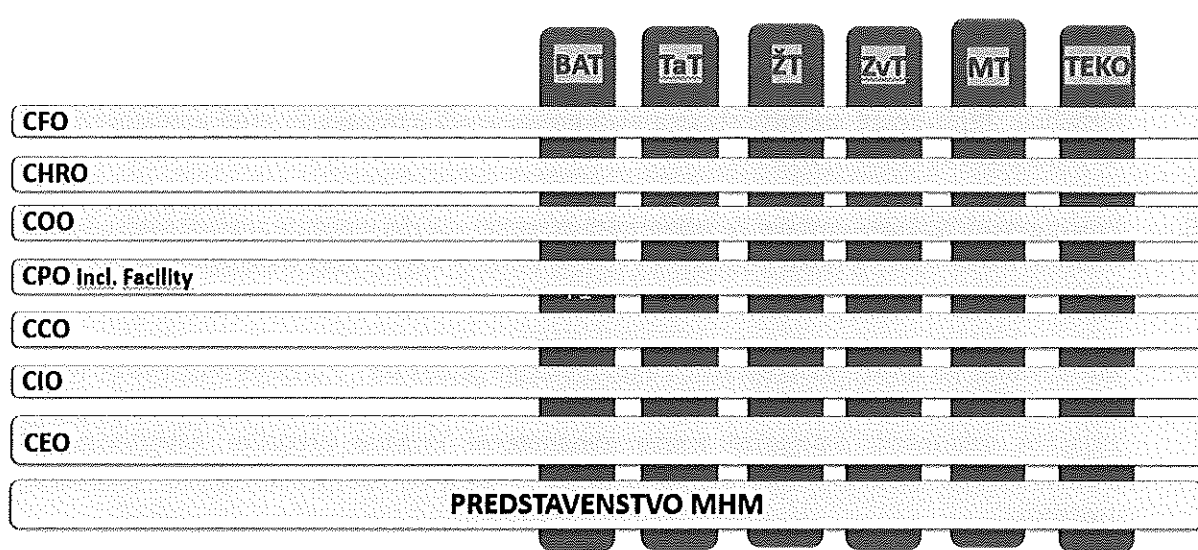 BAT TaT ŽT ZvT MT TEKO
CFO
CHRO
COO
CPO incl. Facility
CCO
CIO
CEO
PREDSTAVENSTVO MHM